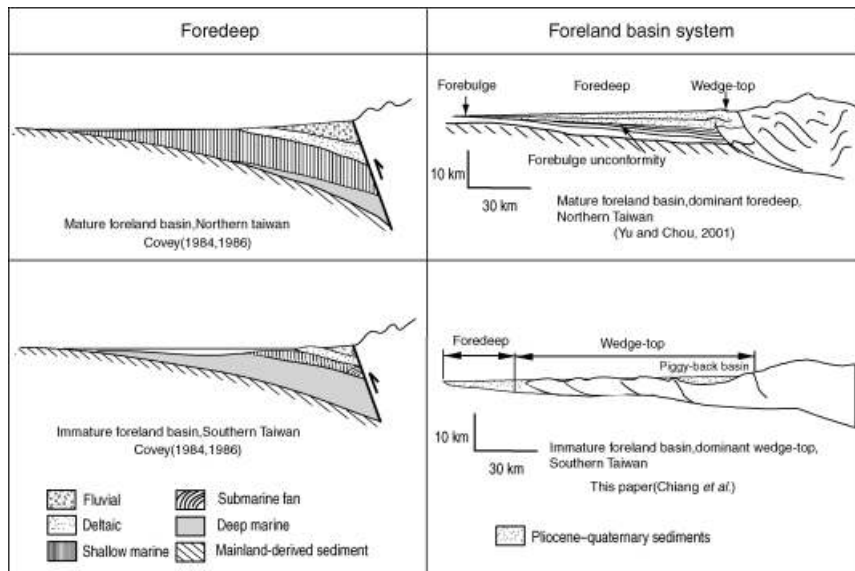 Foredeep
Foreland basin system
Mature foreland basin,Northern taiwan
Covey(1984,1986)
Forebulge
Foredeep
Wedge-top
Forebulge unconformity
10 km
30 km
Mature foreland basin,dominant foredeep,
Northern Taiwan
(Yu and Chou, 2001)
Immature foreland basin,Southern Taiwan
Covey(1984,1986)
Fluvial
Submarine fan
Deltaic
Deep marine
Shallow marine
Mainland-derived sediment
Foredeep
Wedge-top
Piggy-back basin
10 km
30 km
Immature foreland basin,dominant wedge-top,
Southern Taiwan
This paper(Chiang et al.)
Pliocene–quaternary sediments